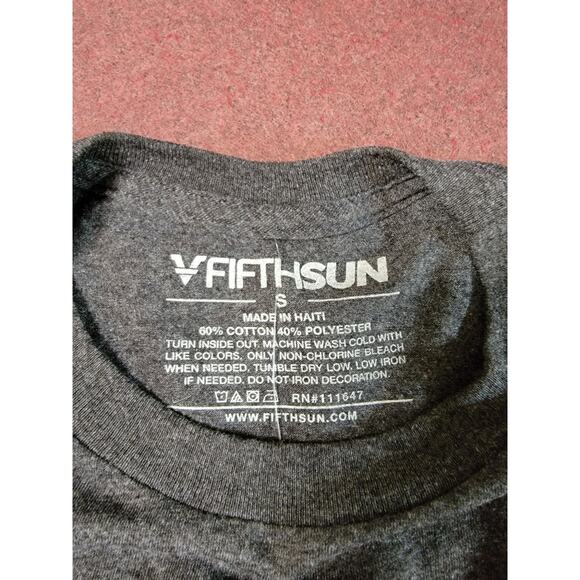 FIFTHSUN
S
MADE IN HAITI
60% COTTON 40% POLYESTER
TURN INSIDE OUT. MACHINE WASH COLD WITH
LIKE COLORS, ONLY NON-CHLORINE BLEACH
WHEN NEEDED, TUMBLE DRY LOW, LOW IRON
IF NEEDED. DO NOT IRON DECORATION.
RN#111647
WWW.FIFTHSUN.COM